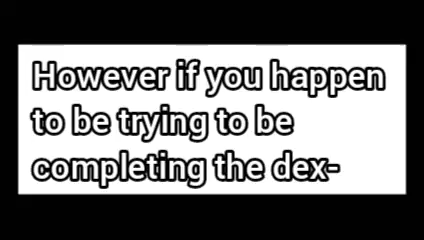 However if you happen
to be trying to be
completing the dex-